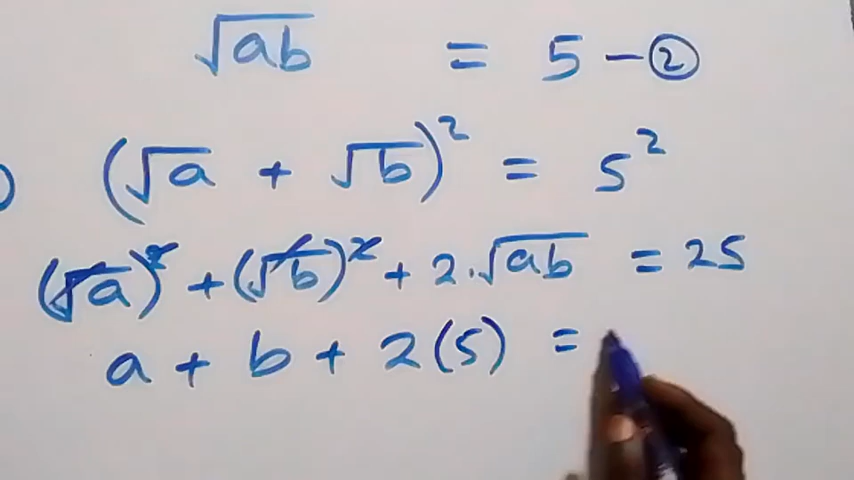 √ab = 5 – ②
) (√a + √b)² = 5²
(√a)² + (√b)² + 2·√ab = 25
a + b + 2(5) =